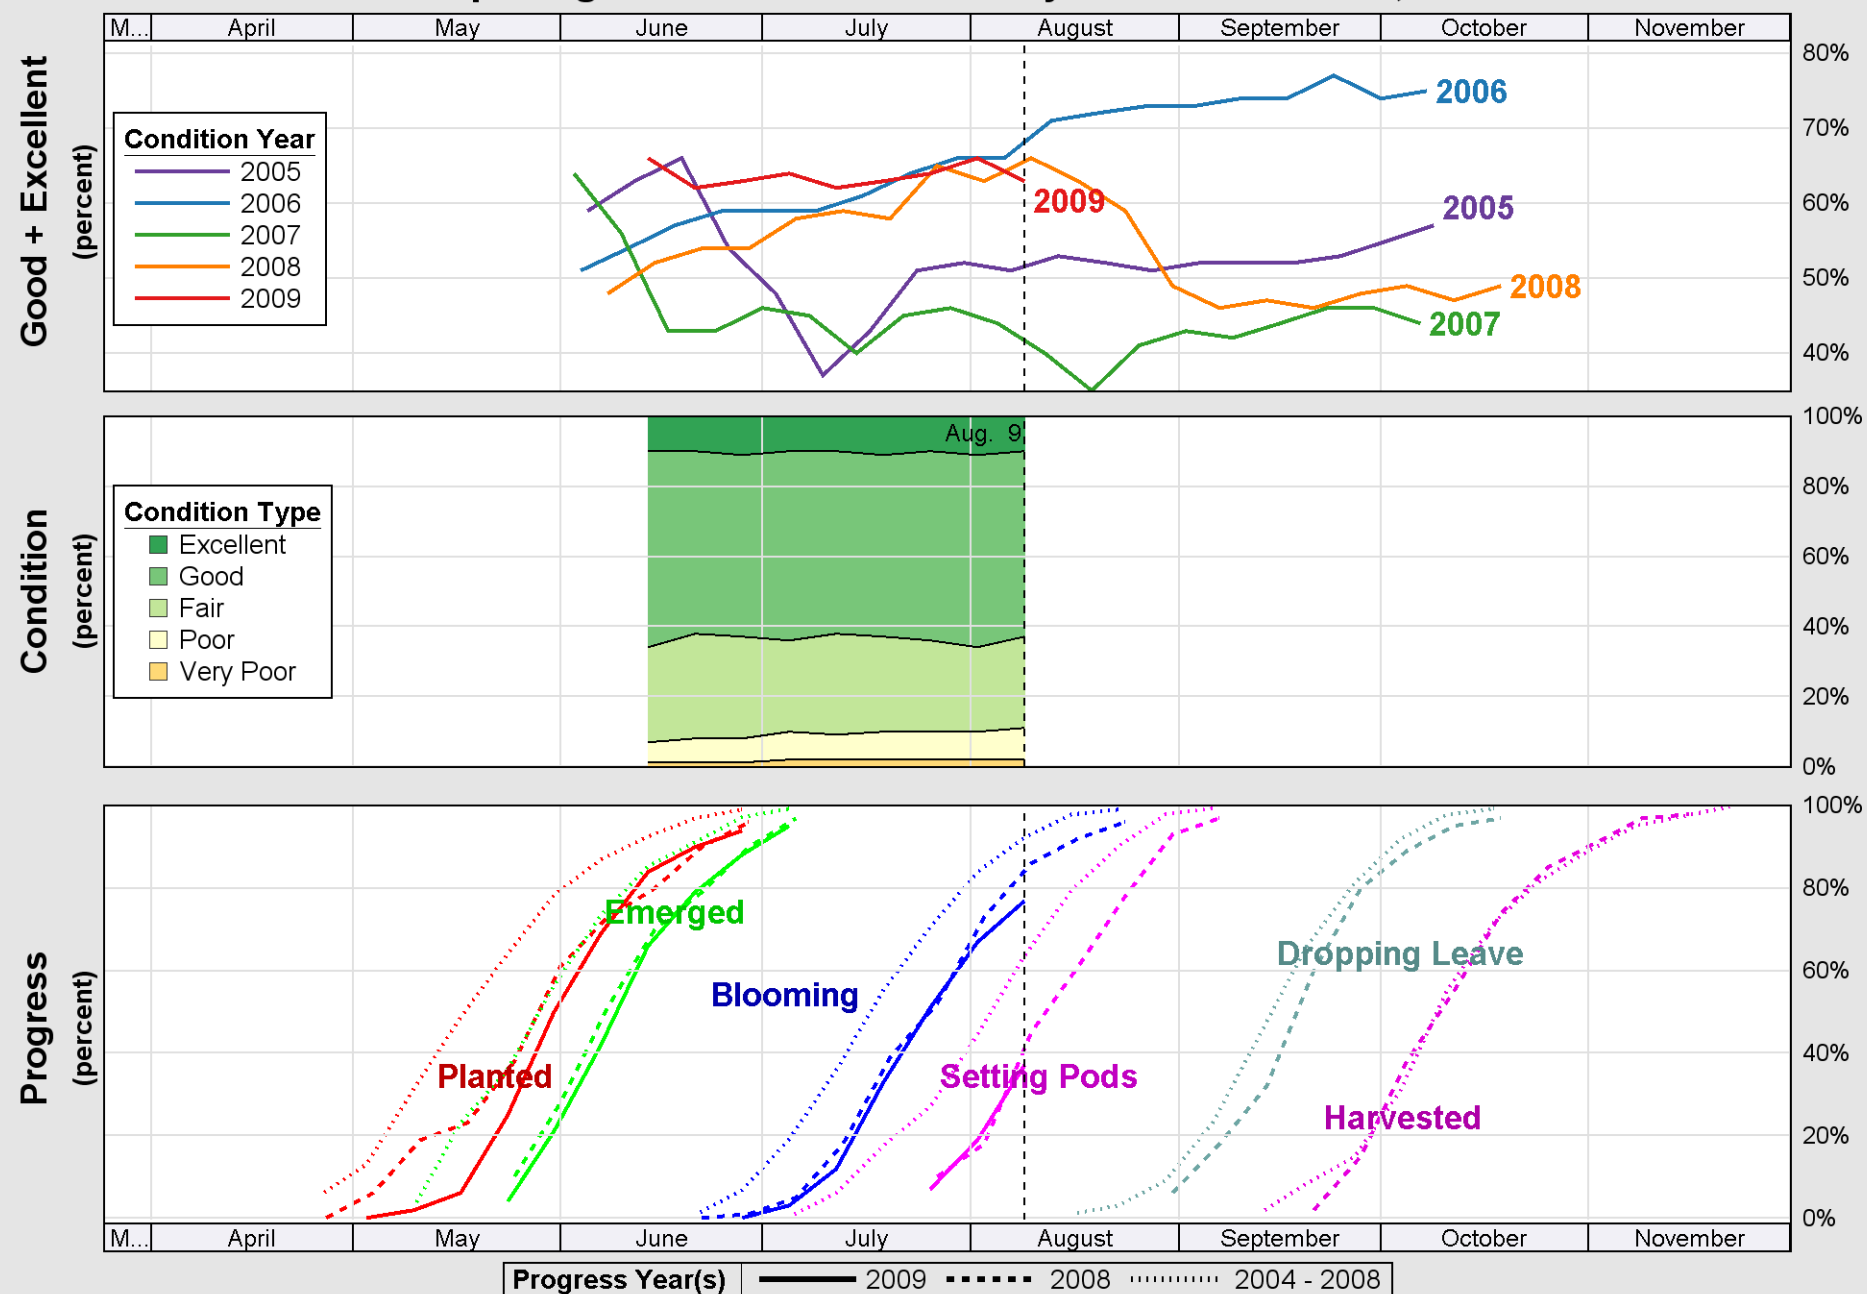 M... April May June July August September October November
Good + Excellent
(percent)
80%
70%
60%
50%
40%
Condition Year
2005
2006
2007
2008
2009
2006
2009
2005
2008
2007
Condition
(percent)
100%
80%
60%
40%
20%
0%
Aug. 9
Condition Type
Excellent
Good
Fair
Poor
Very Poor
Progress
(percent)
100%
80%
60%
40%
20%
0%
Emerged
Dropping Leave
Blooming
Planted
Setting Pods
Harvested
M... April May June July August September October November
Progress Year(s) 2009 2008 2004 - 2008